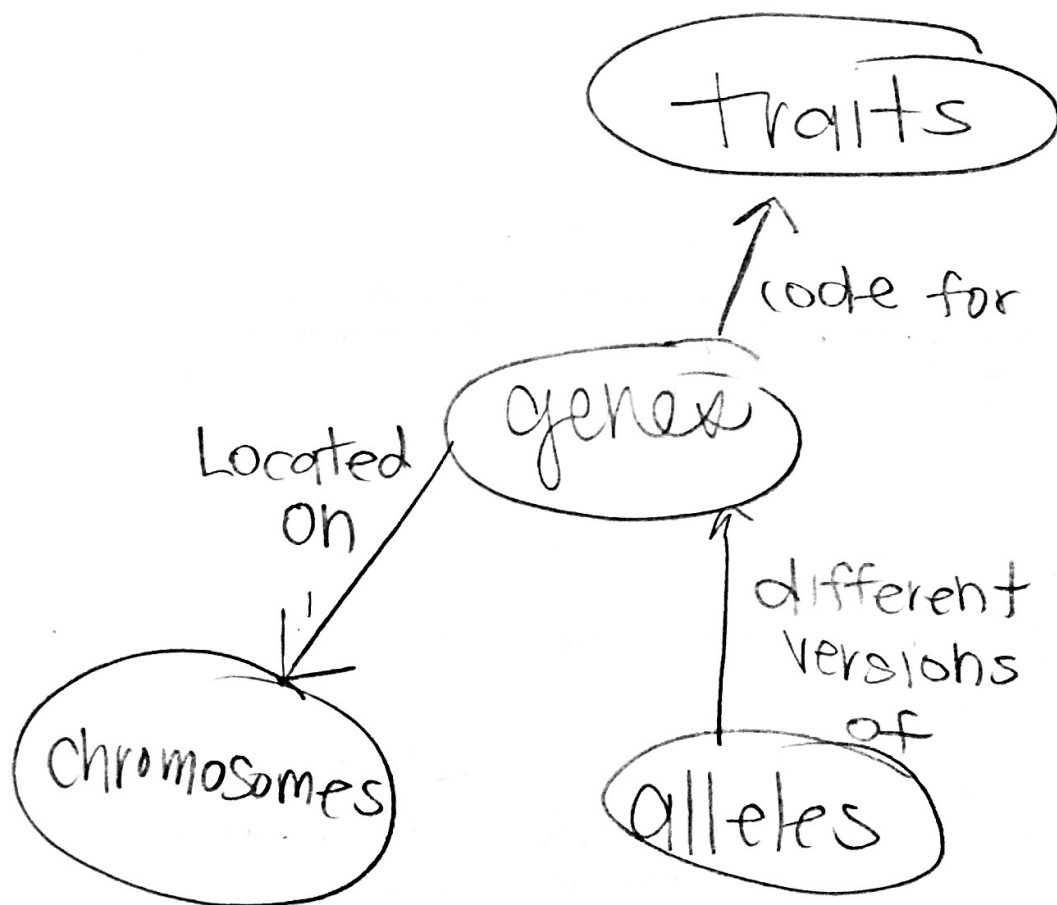 traits
code for
genes
Located
on
different
versions
of
chromosomes
alleles